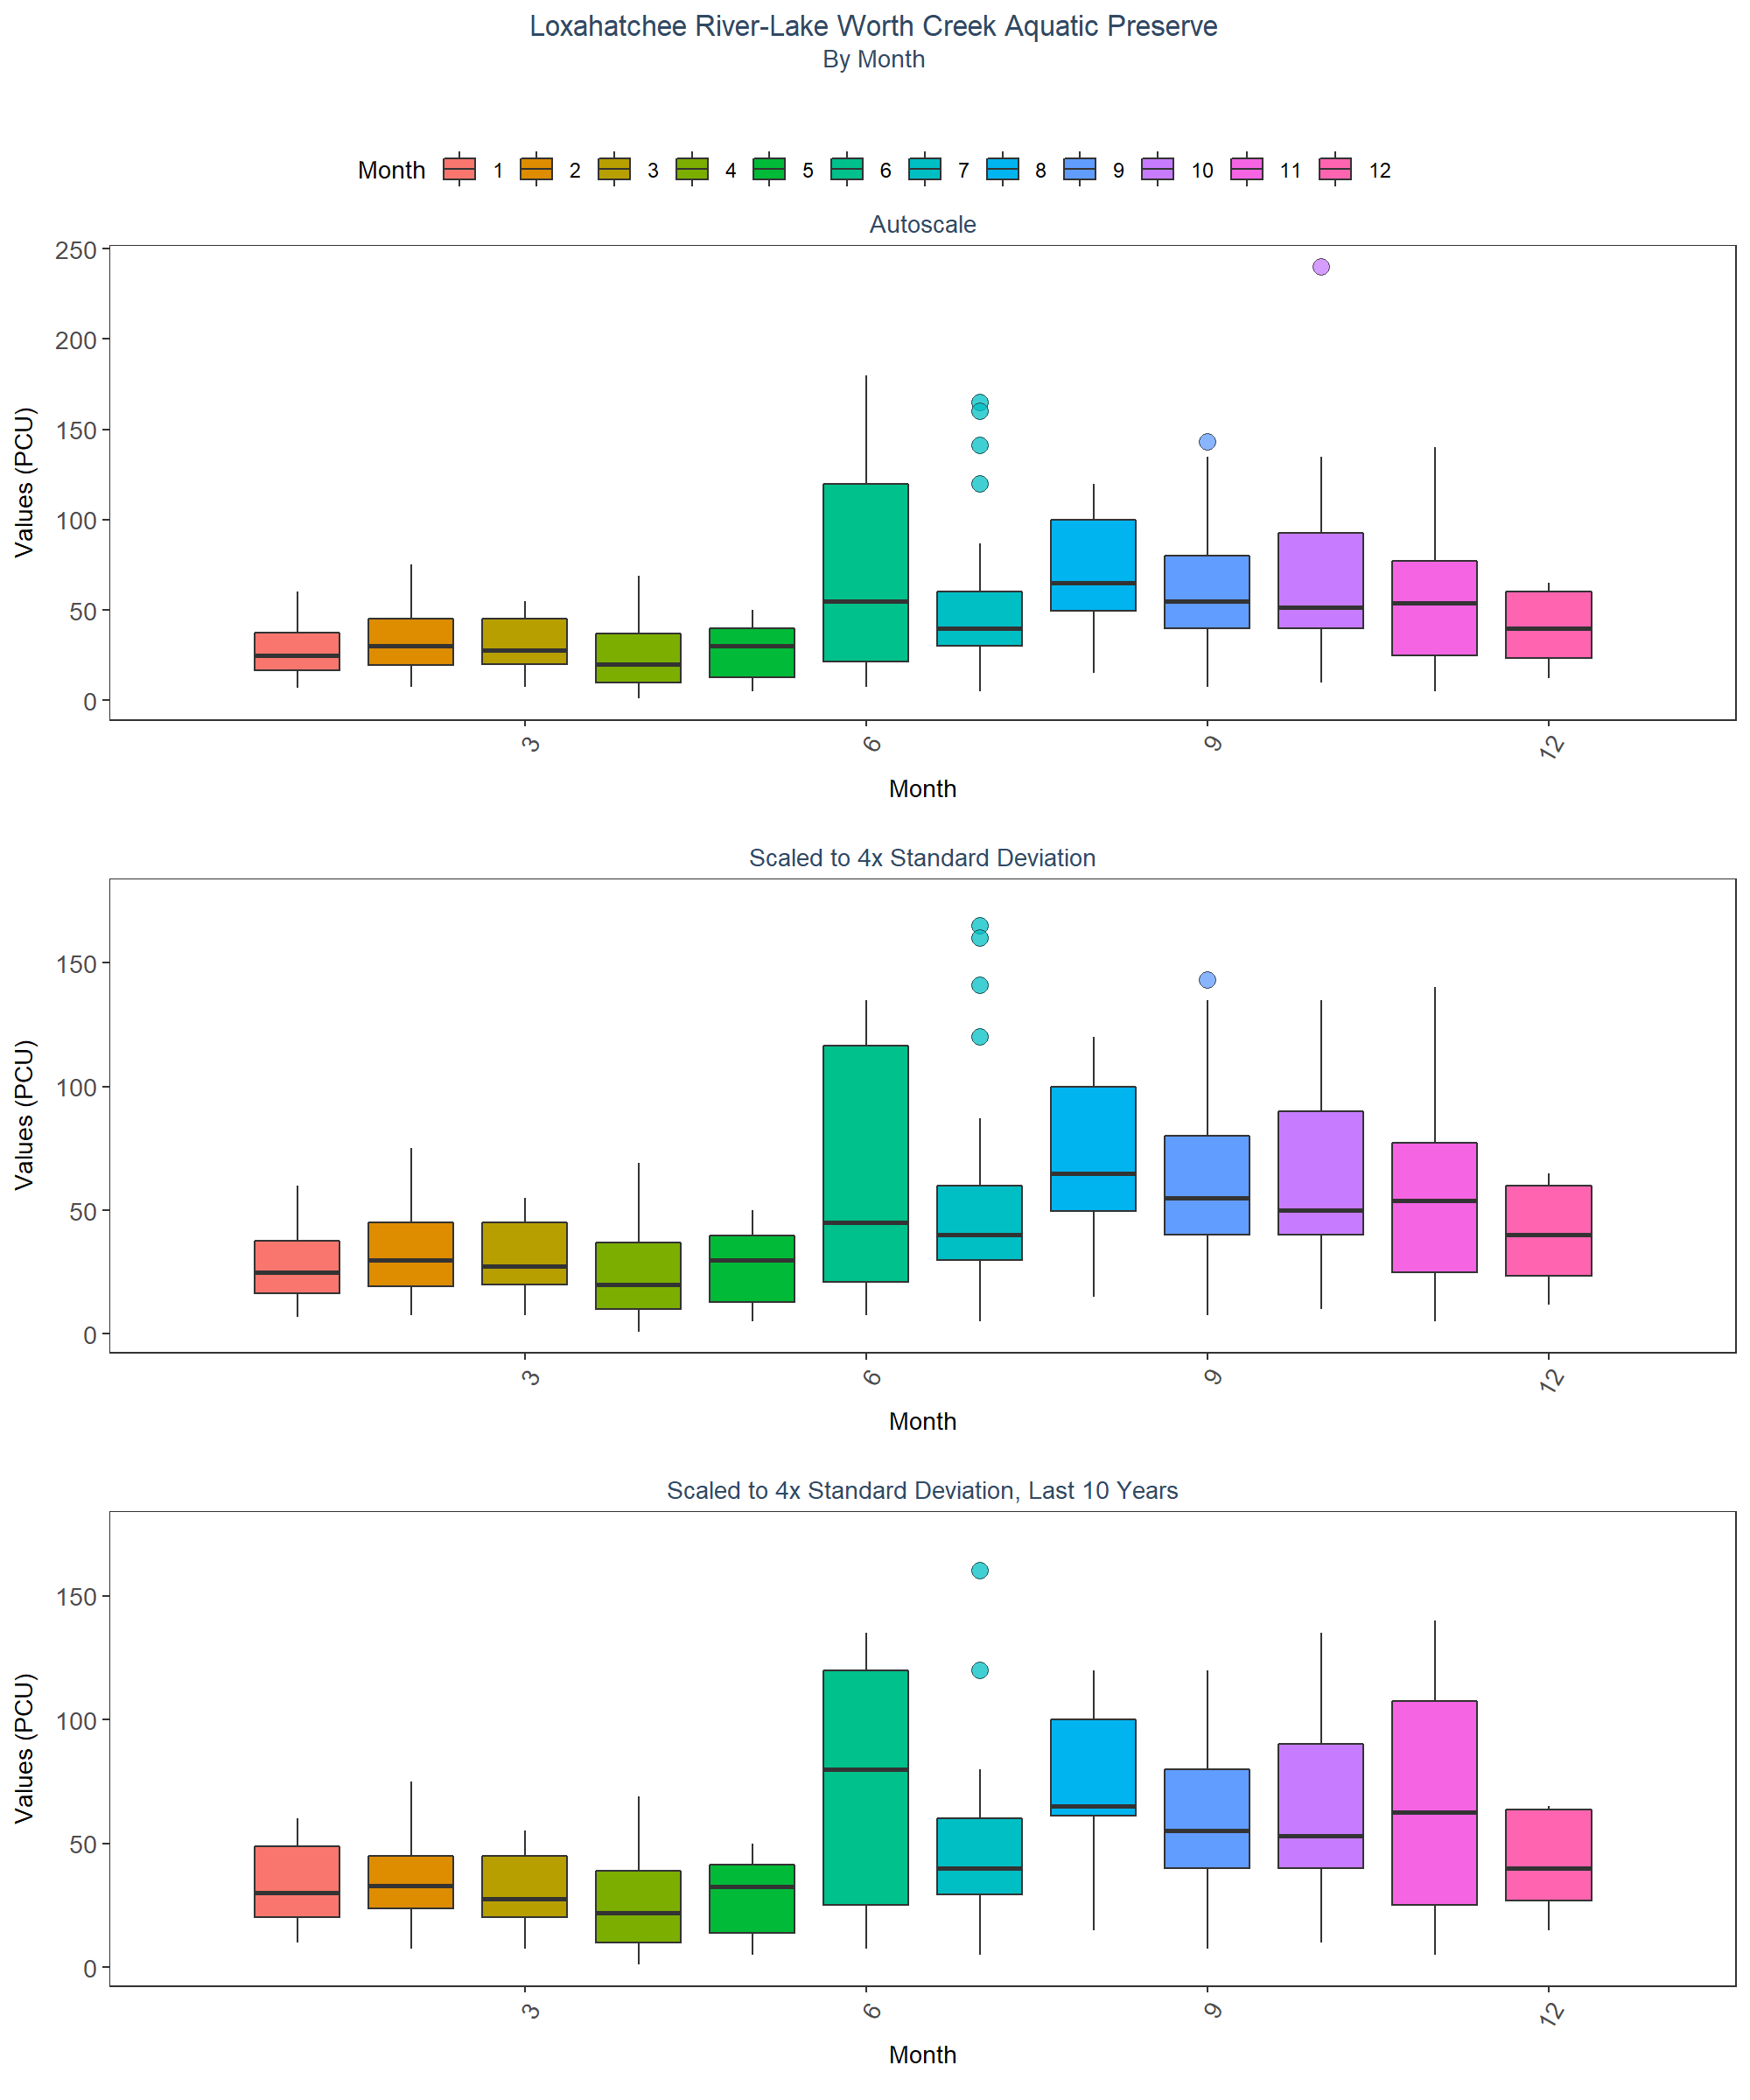 Loxahatchee River-Lake Worth Creek Aquatic Preserve
By Month
Month 1 2 3 4 5 6 7 8 9 10 11 12
Autoscale
Values (PCU)
250
200
150
100
50
0
3 6 9 12
Month
Scaled to 4x Standard Deviation
Values (PCU)
150
100
50
0
3 6 9 12
Month
Scaled to 4x Standard Deviation, Last 10 Years
Values (PCU)
150
100
50
0
3 6 9 12
Month